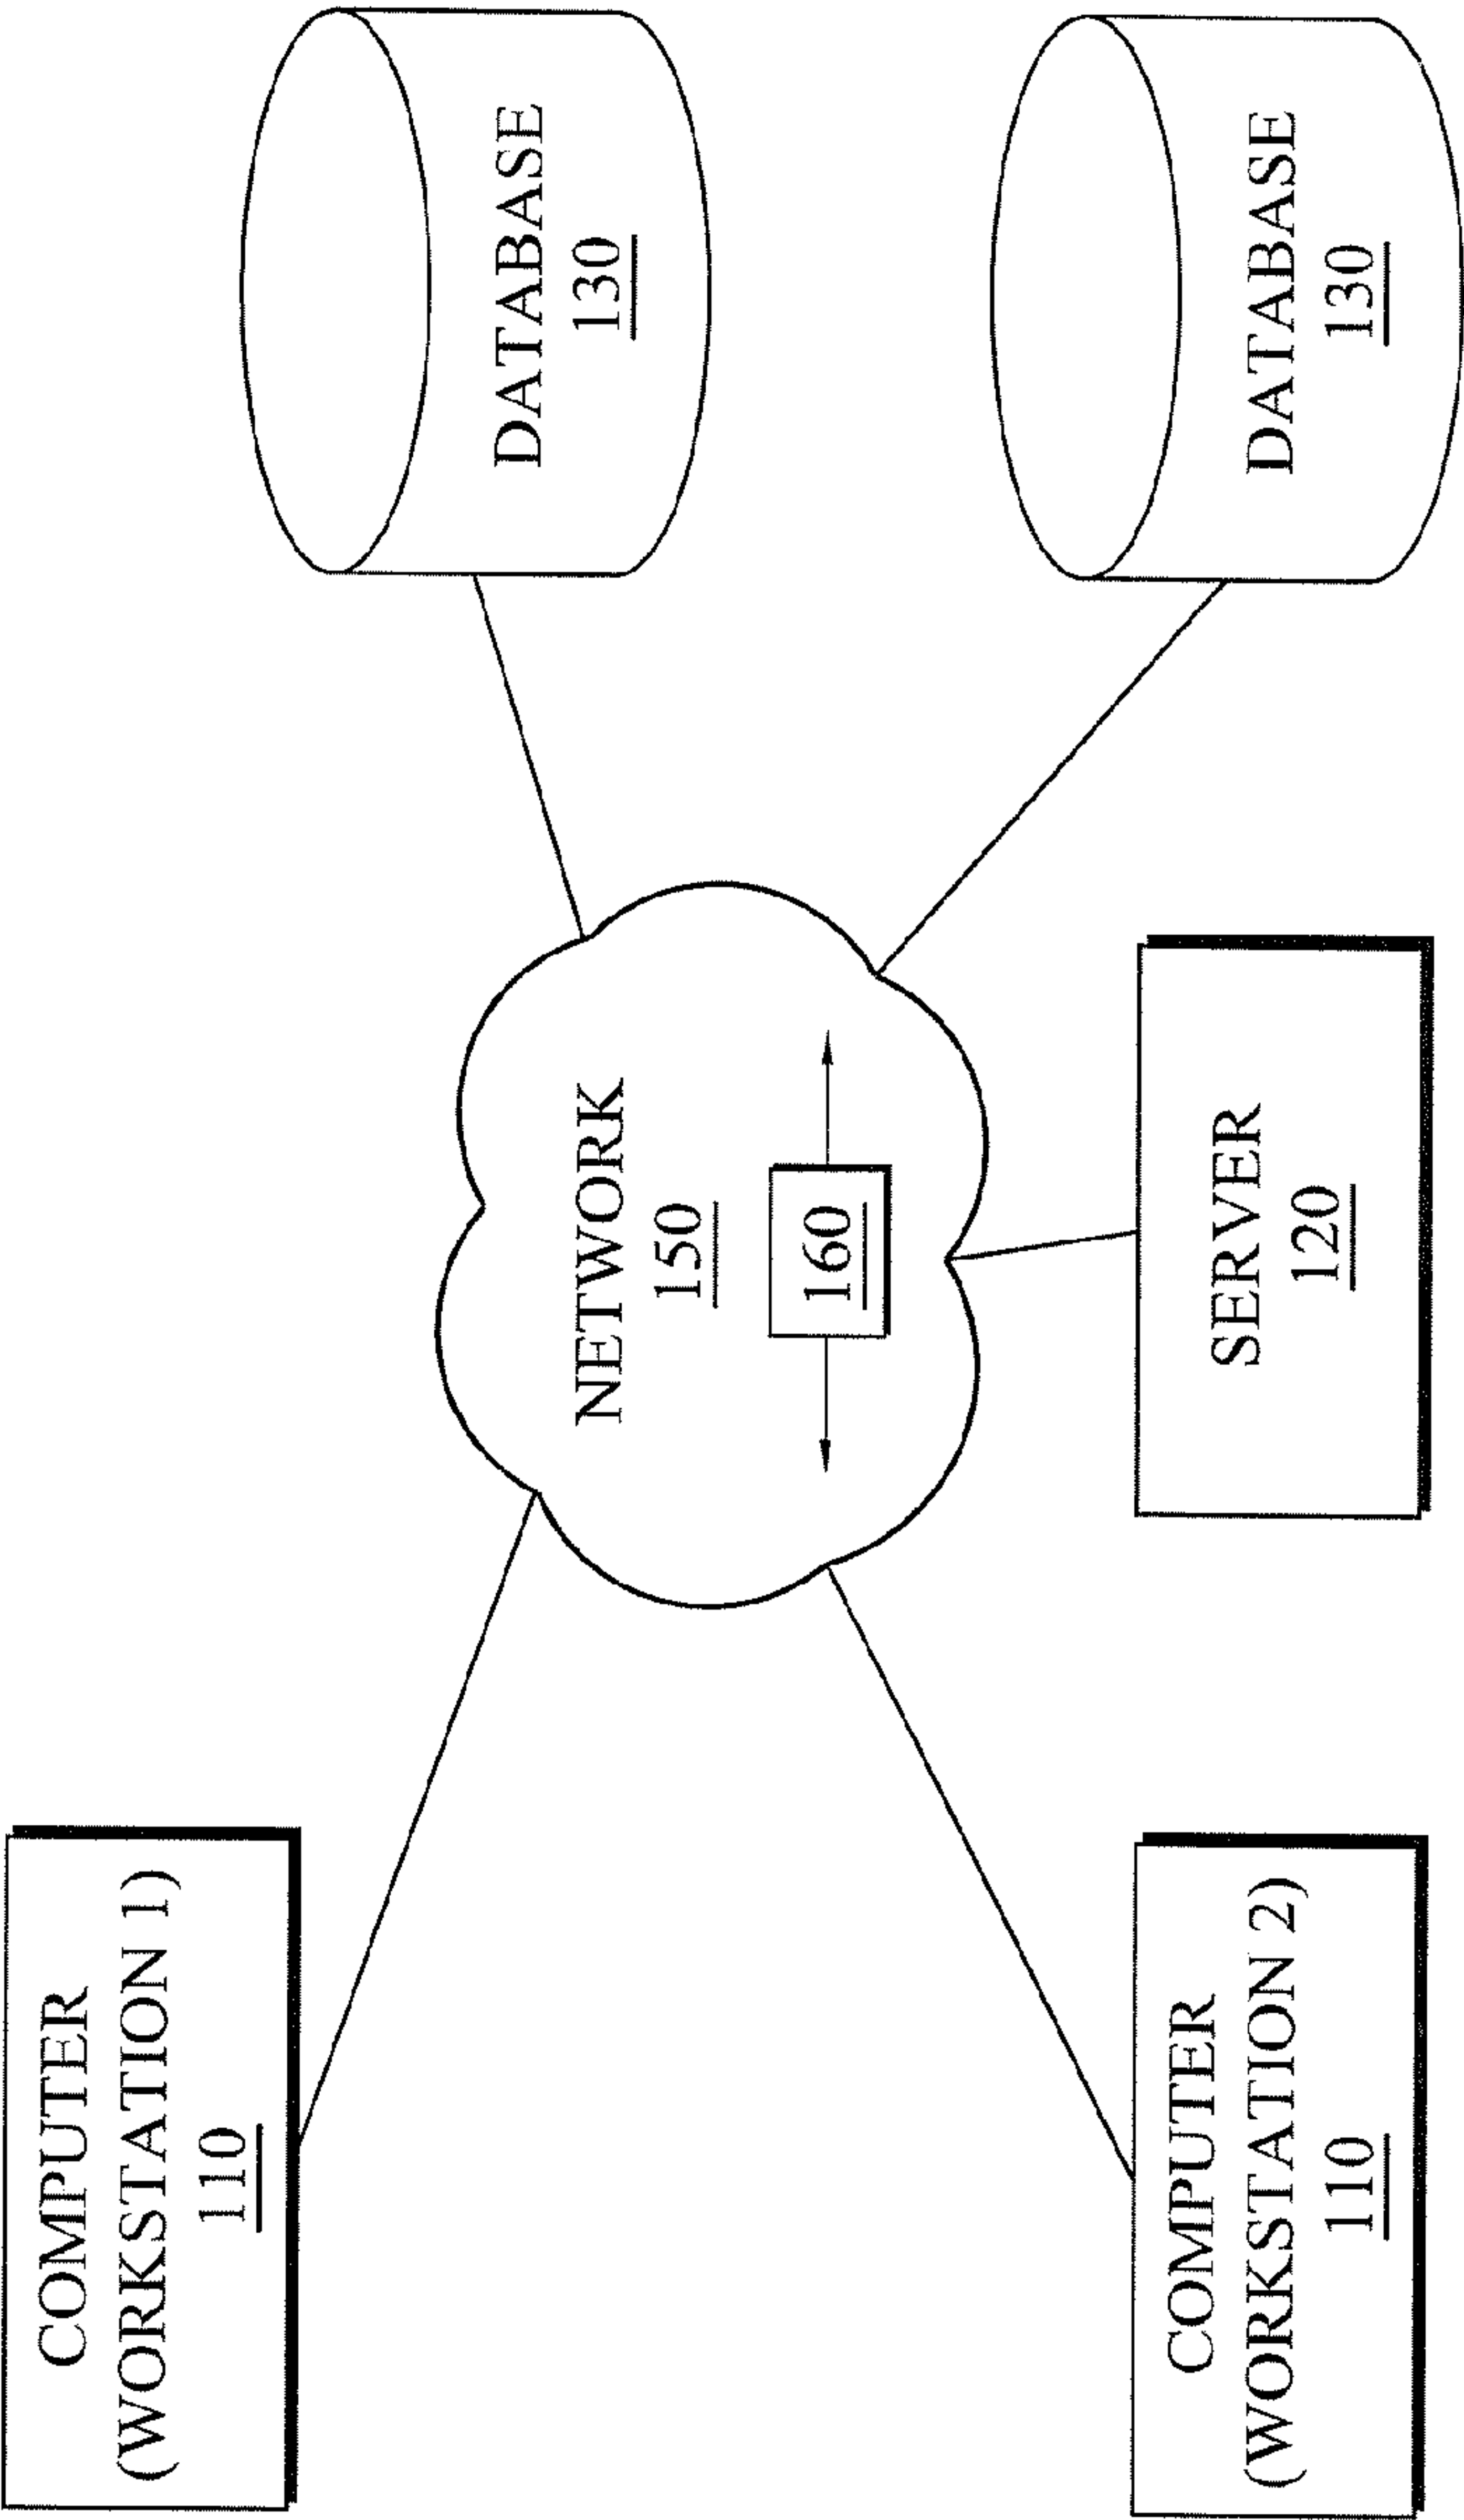 COMPUTER
(WORKSTATION 1)
110
DATABASE
130
NETWORK
150
160
COMPUTER
(WORKSTATION 2)
110
SERVER
120
DATABASE
130